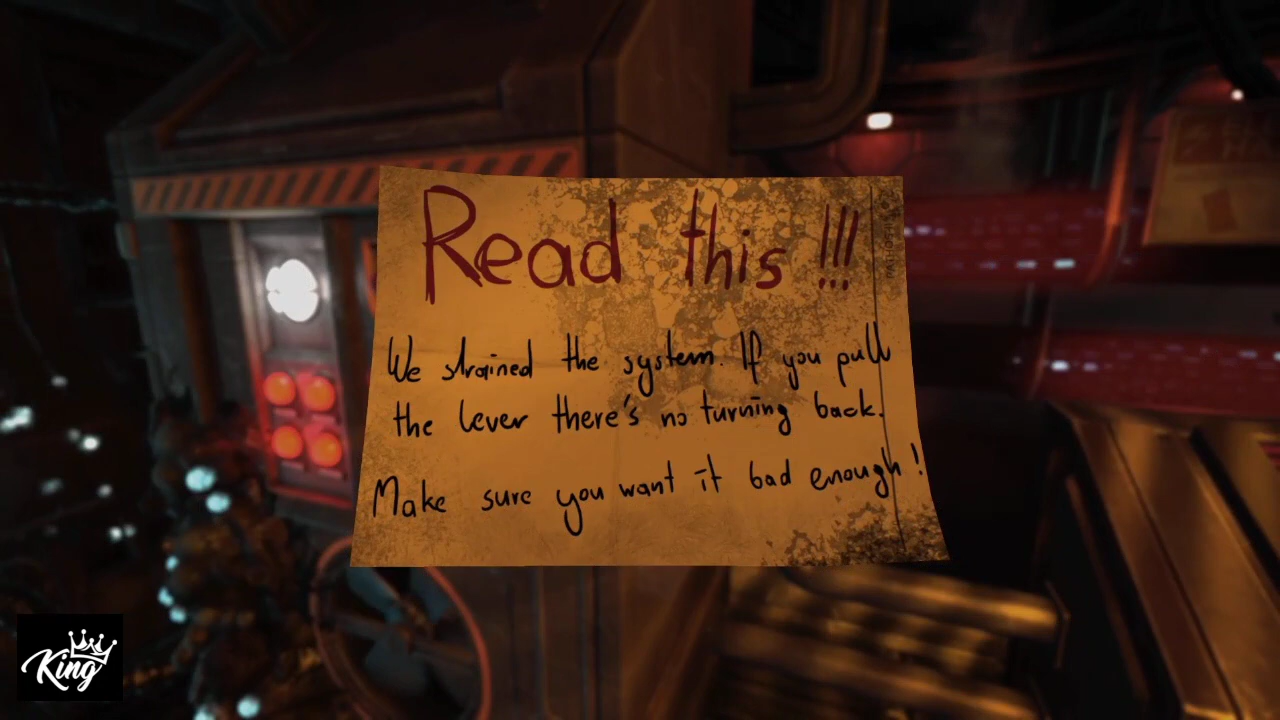 Read this !!!
We strained the system. If you pull
the lever there's no turning back.
Make sure you want it bad enough!
King